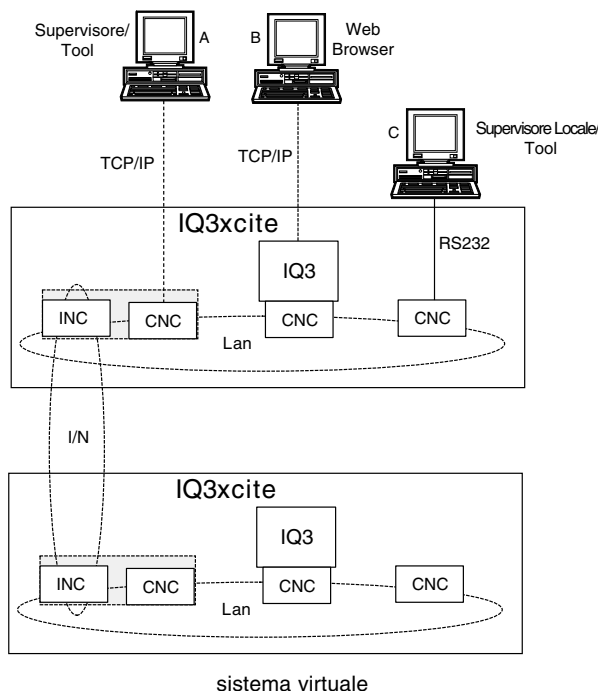 Supervisore/
Tool
A
B
Web
Browser
C
Supervisore Locale/
Tool
TCP/IP
TCP/IP
RS232
IQ3xcite
IQ3
INC
CNC
CNC
CNC
Lan
I/N
IQ3xcite
IQ3
INC
CNC
CNC
CNC
Lan
sistema virtuale